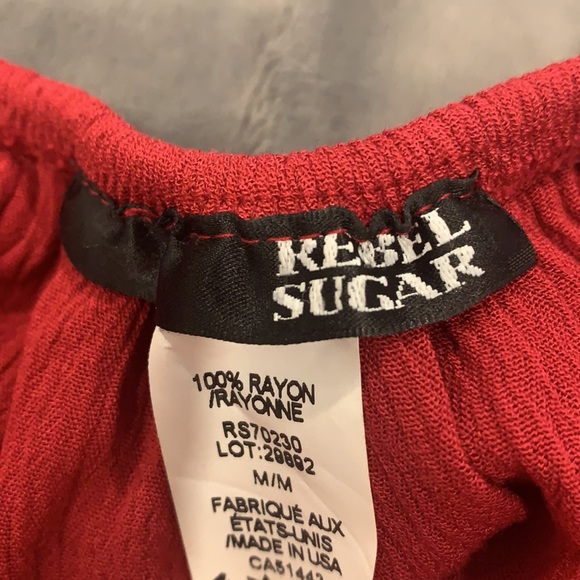 REBEL
SUGAR
100% RAYON
/RAYONNE
RS70230
LOT:29892
M/M
FABRIQUÉ AUX
ÉTATS-UNIS
/MADE IN USA